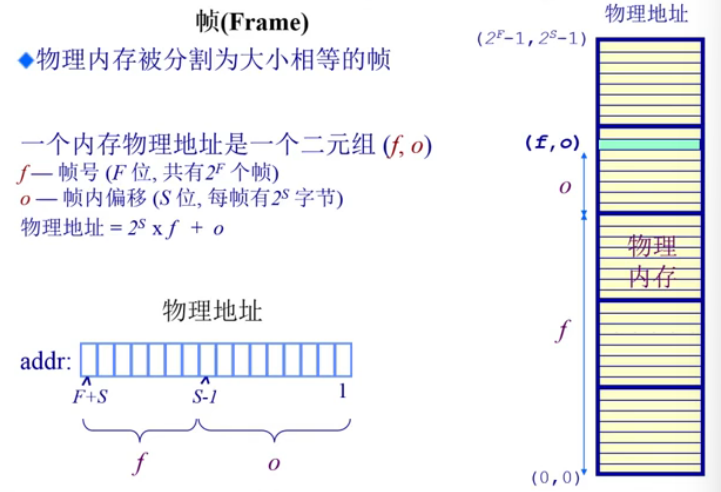 帧(Frame)
◆物理内存被分割为大小相等的帧
一个内存物理地址是一个二元组 (f, o)
f — 帧号 (F 位, 共有2^F 个帧)
o — 帧内偏移 (S 位, 每帧有2^S 字节)
物理地址 = 2^S x f + o
物理地址
addr:
F+S
S-1
1
f
o
物理地址
(2^F-1,2^S-1)
(f,o)
o
物理
内存
f
(0,0)